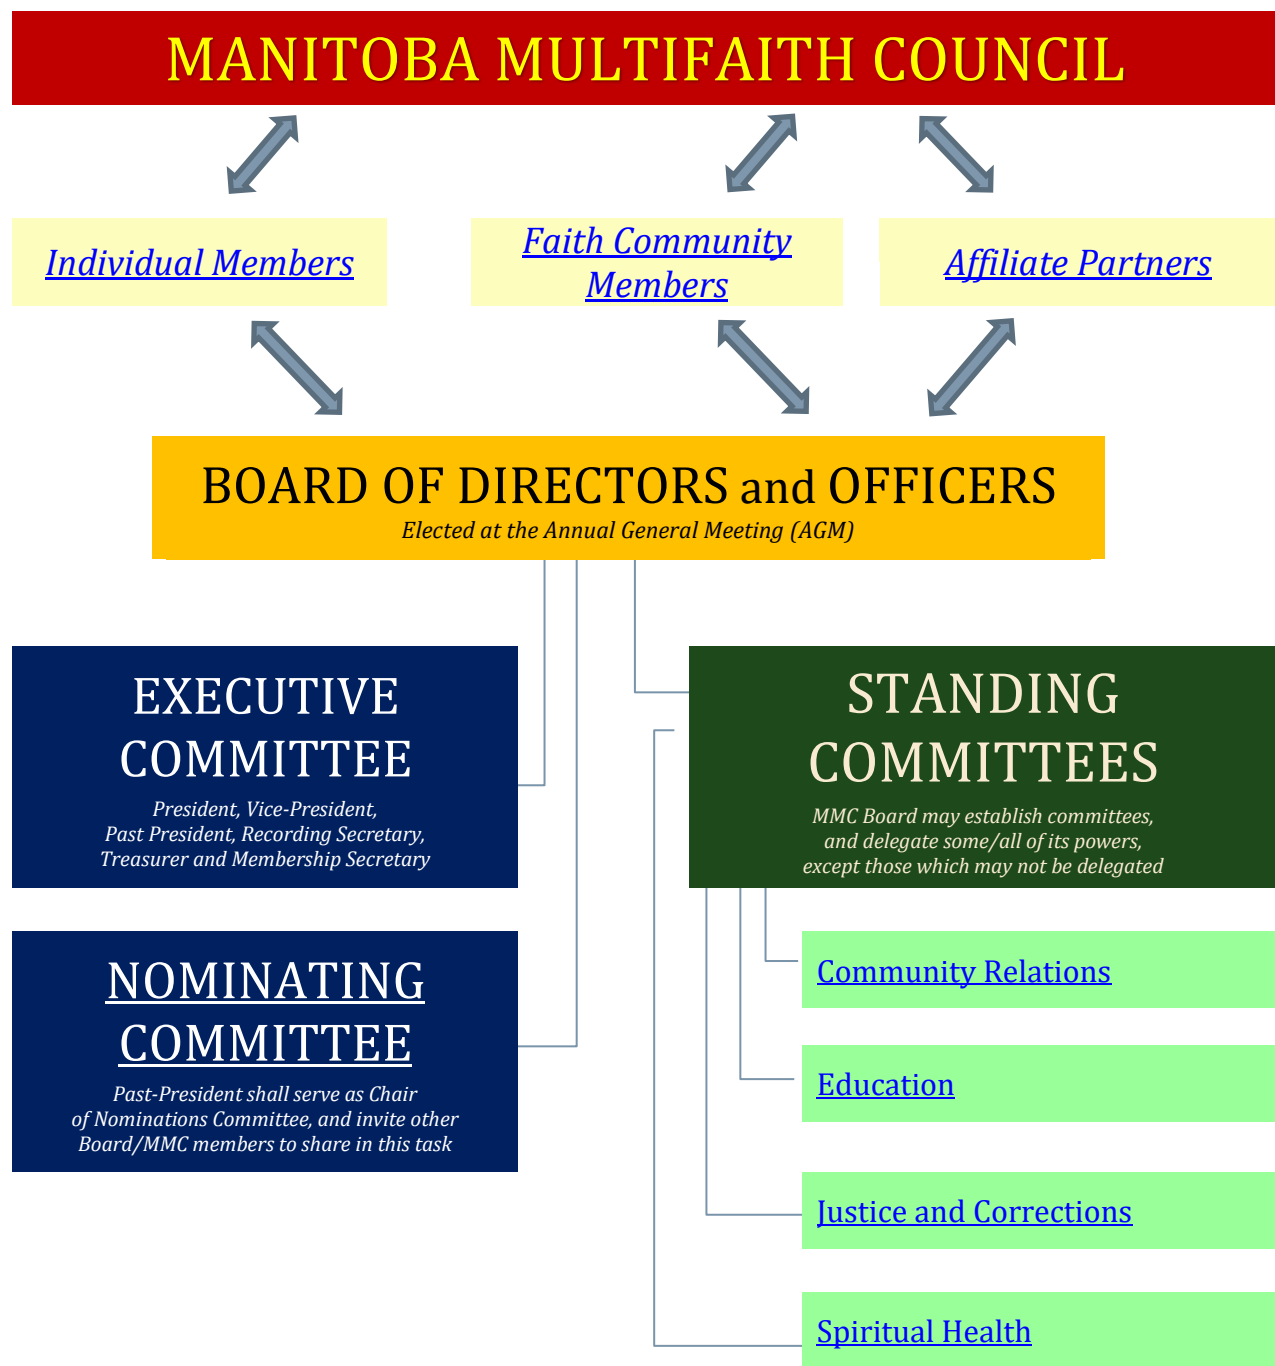 MANITOBA MULTIFAITH COUNCIL
Individual Members
Faith Community
Members
Affiliate Partners
BOARD OF DIRECTORS and OFFICERS
Elected at the Annual General Meeting (AGM)
EXECUTIVE
COMMITTEE
President, Vice-President,
Past President, Recording Secretary,
Treasurer and Membership Secretary
STANDING
COMMITTEES
MMC Board may establish committees,
and delegate some/all of its powers,
except those which may not be delegated
NOMINATING
COMMITTEE
Past-President shall serve as Chair
of Nominations Committee, and invite other
Board/MMC members to share in this task
Community Relations
Education
Justice and Corrections
Spiritual Health